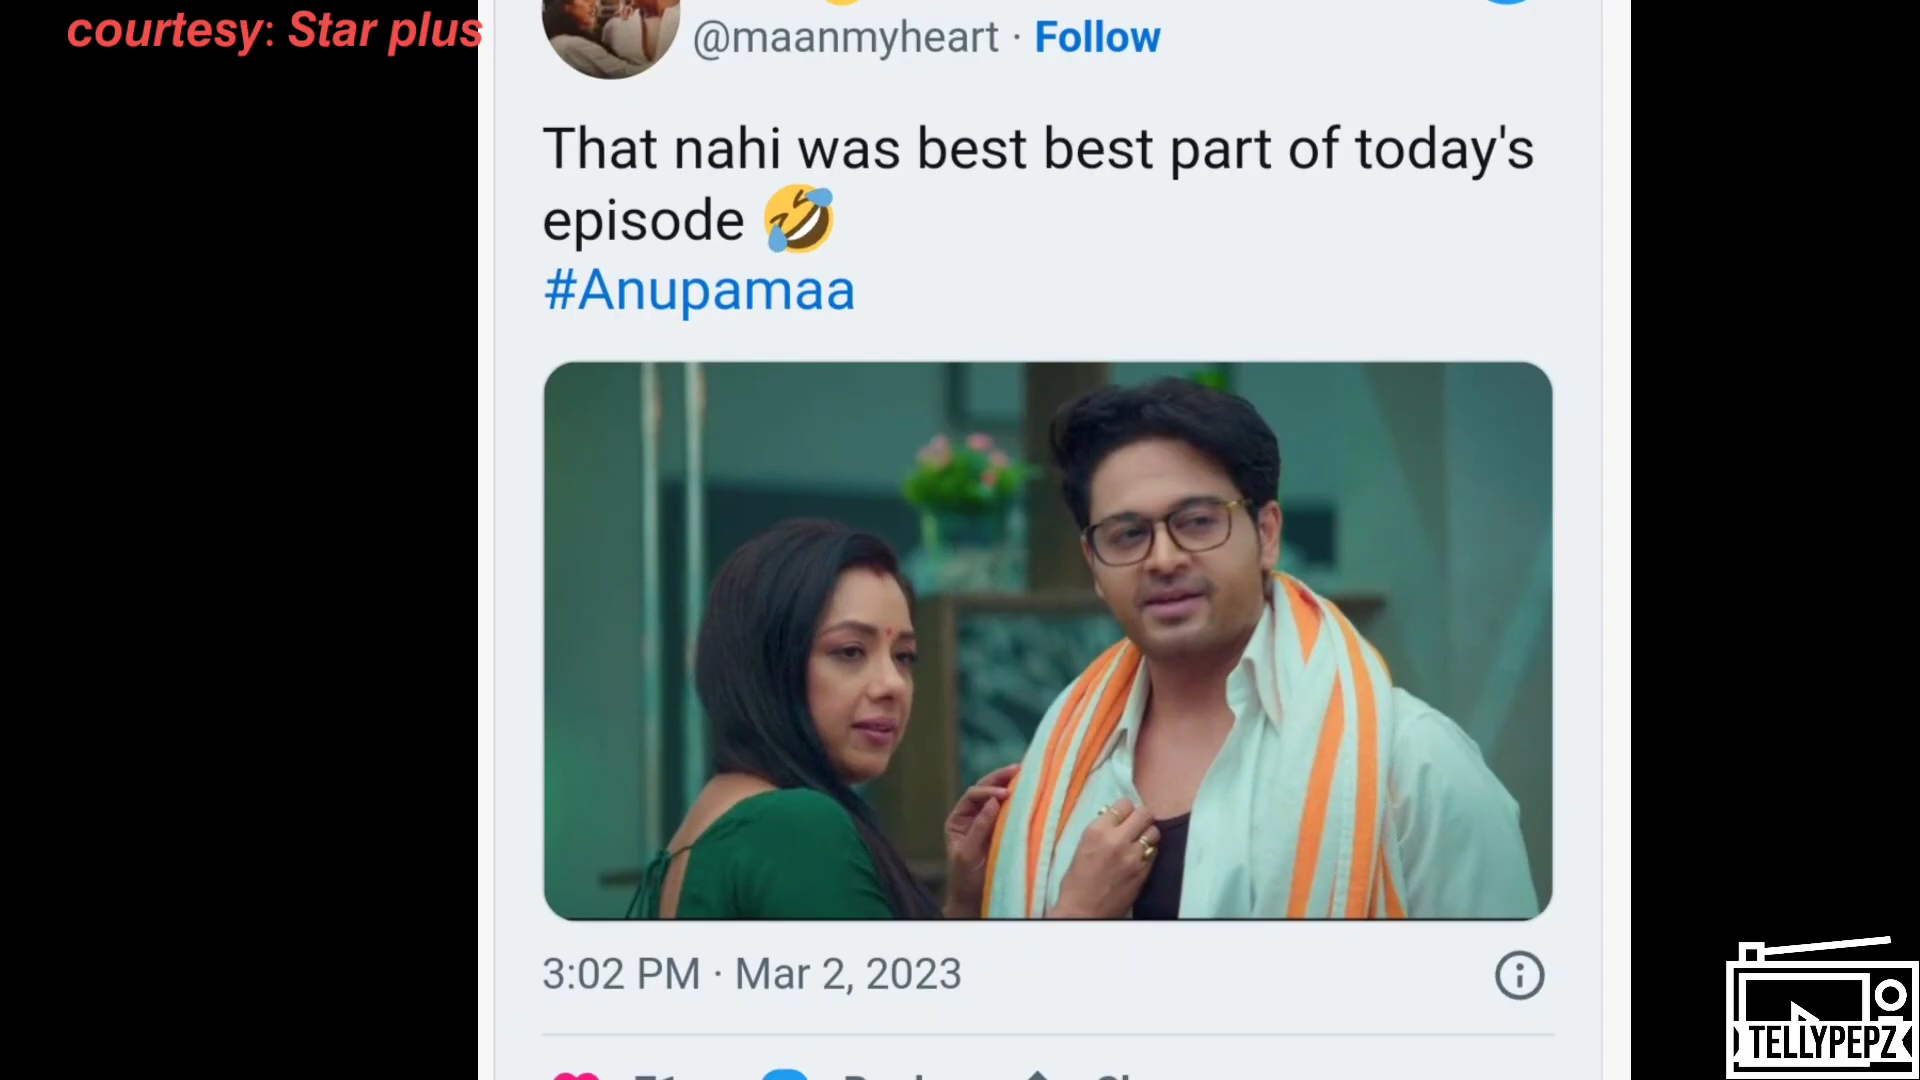 courtesy: Star plus
@maanmyheart · Follow
That nahi was best best part of today's
episode 🤣
#Anupamaa
3:02 PM · Mar 2, 2023
TELLYPEPZ